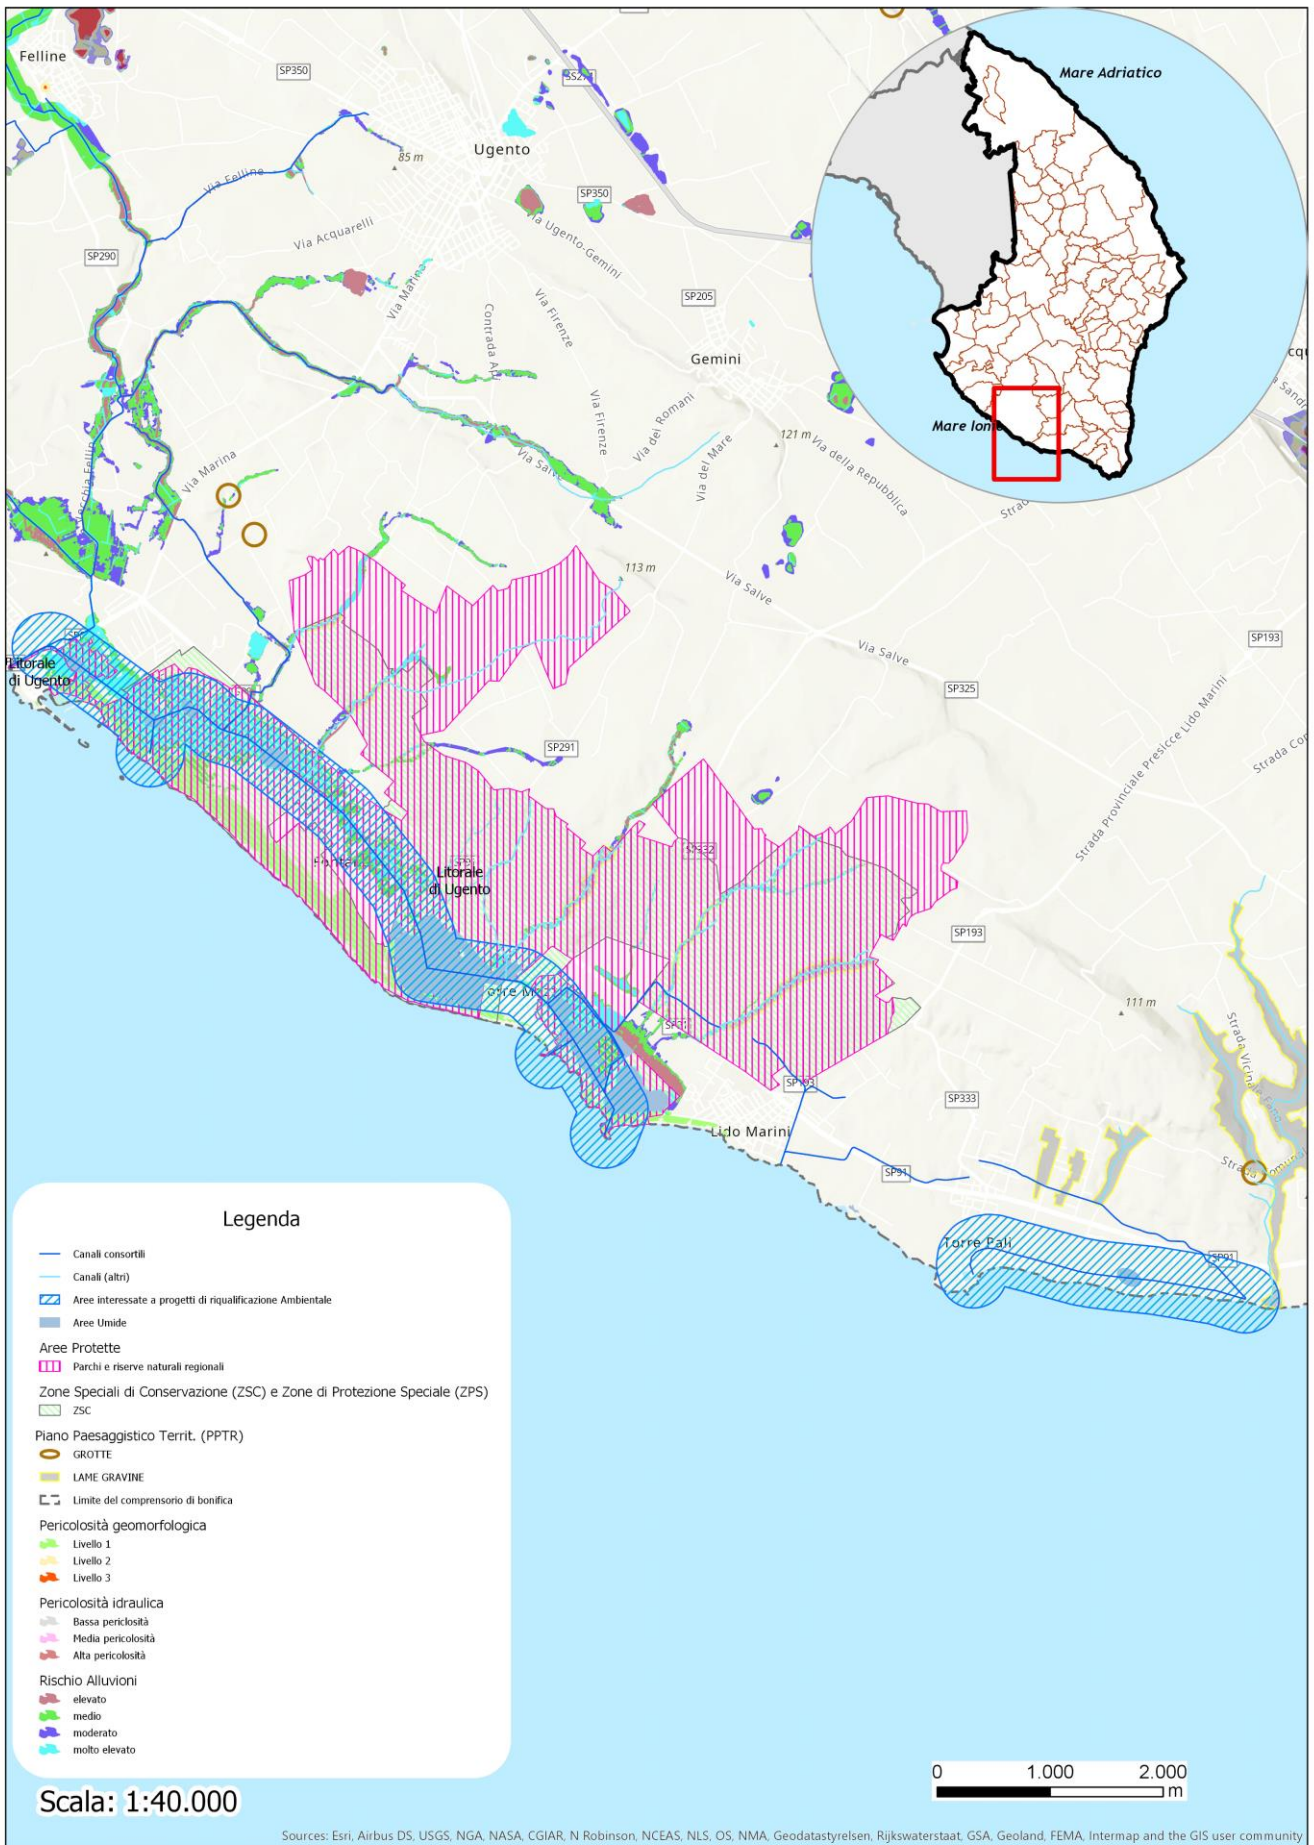 Felline
SP350
SS274
Mare Adriatico
85 m
Ugento
Via Felline
SP350
Via Acquarelli
Via Ugento-Gemini
SP290
Via Marina
SP205
Contrada Api
Via Firenze
Gemini
Mare Ionio
Via Firenze
Via dei Romani
Via del Mare
121 m
Via della Repubblica
Via Salve
Via Marina
113 m
Via Salve
SP193
Via Salve
Litorale
di Ugento
SP325
Strada Provinciale Presicce Lido Marini
SP291
SP332
Litorale
di Ugento
SP193
111 m
Strada Vicinale Fano
SP193
SP333
Lido Marini
SP91
Torre Pali
SP91
Legenda
Canali consortili
Canali (altri)
Aree interessate a progetti di riqualificazione Ambientale
Aree Umide
Aree Protette
Parchi e riserve naturali regionali
Zone Speciali di Conservazione (ZSC) e Zone di Protezione Speciale (ZPS)
ZSC
Piano Paesaggistico Territ. (PPTR)
GROTTE
LAME GRAVINE
Limite del comprensorio di bonifica
Pericolosità geomorfologica
Livello 1
Livello 2
Livello 3
Pericolosità idraulica
Bassa periclosità
Media pericolosità
Alta pericolosità
Rischio Alluvioni
elevato
medio
moderato
molto elevato
Scala: 1:40.000
0 1.000 2.000
m
Sources: Esri, Airbus DS, USGS, NGA, NASA, CGIAR, N Robinson, NCEAS, NLS, OS, NMA, Geodatastyrelsen, Rijkswaterstaat, GSA, Geoland, FEMA, Intermap and the GIS user community